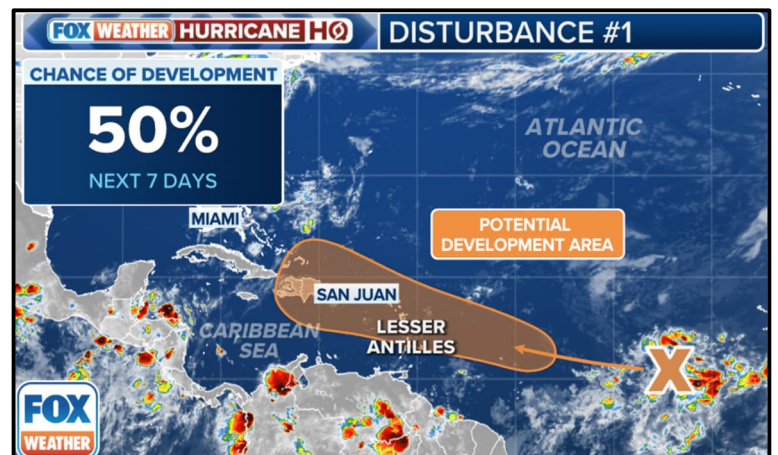 FOX WEATHER HURRICANE HQ
DISTURBANCE #1
CHANCE OF DEVELOPMENT
50%
NEXT 7 DAYS
ATLANTIC
OCEAN
MIAMI
POTENTIAL
DEVELOPMENT AREA
SAN JUAN
CARIBBEAN
SEA
LESSER
ANTILLES
X
FOX
WEATHER